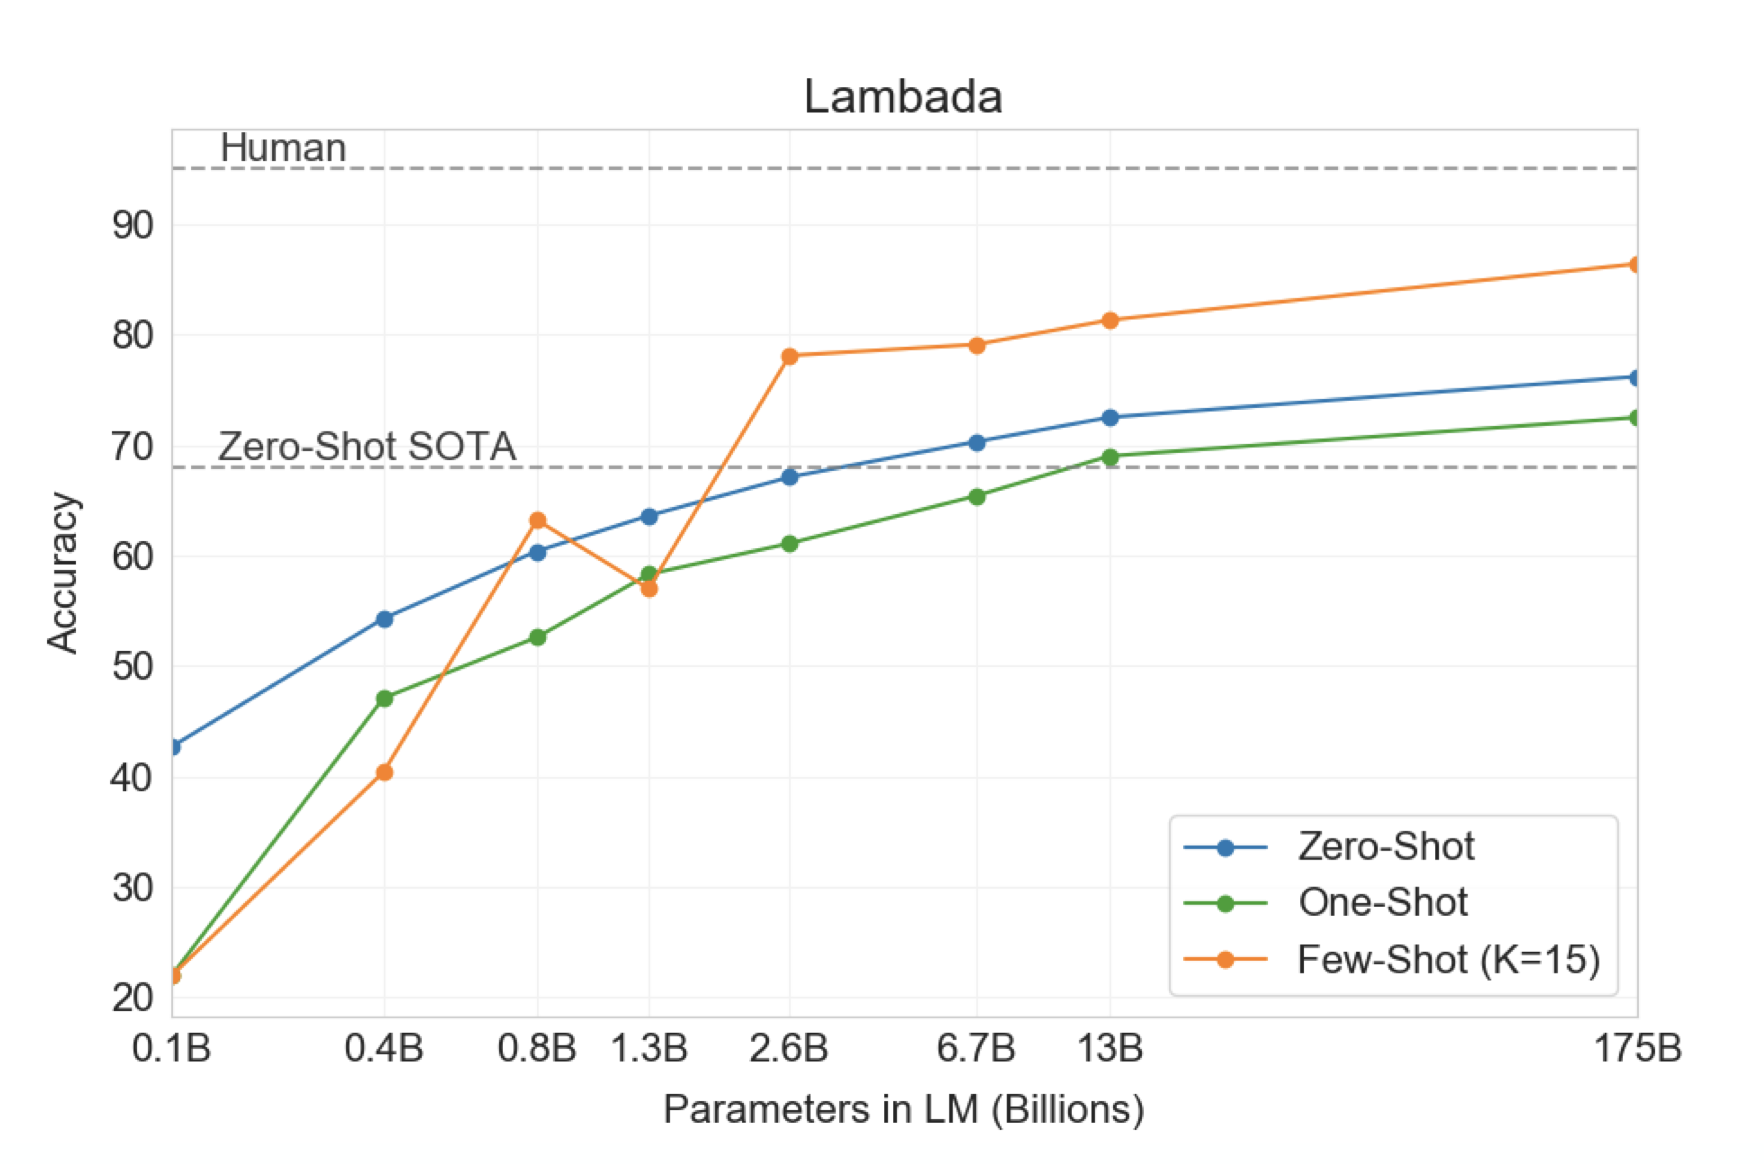 Lambada
Human
90
80
70
Zero-Shot SOTA
60
50
40
30
20
Accuracy
Zero-Shot
One-Shot
Few-Shot (K=15)
0.1B 0.4B 0.8B 1.3B 2.6B 6.7B 13B 175B
Parameters in LM (Billions)